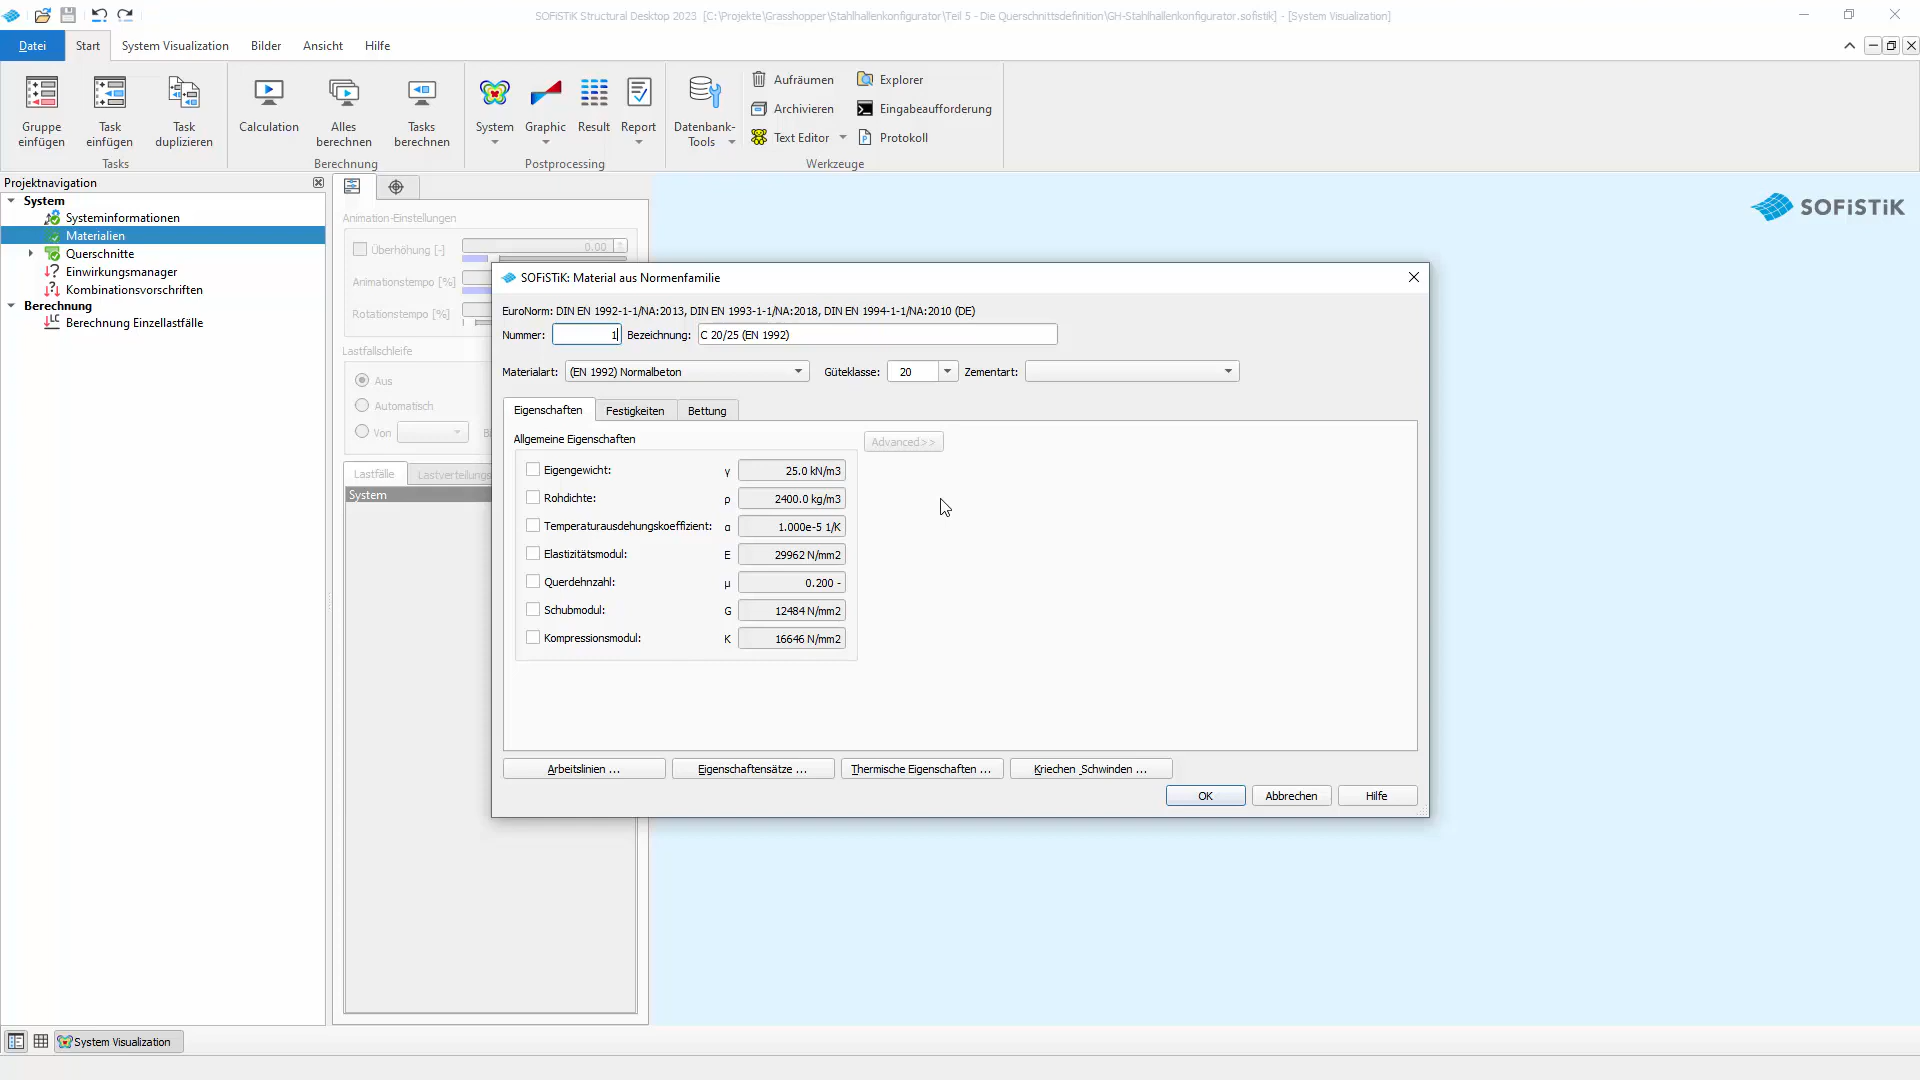 SOFiSTiK Structural Desktop 2023 [C:\Projekte\Grasshopper\Stahlhallenkonfigurator\Teil 5 - Die Querschnittsdefinition\GH-Stahlhallenkonfigurator.sofistik] - [System Visualization]
Datei Start System Visualization Bilder Ansicht Hilfe
Gruppe einfügen
Task einfügen
Task duplizieren
Tasks
Calculation
Alles berechnen
Tasks berechnen
Berechnung
System Graphic Result Report
Postprocessing
Datenbank-Tools
Aufräumen Explorer
Archivieren Eingabeaufforderung
Text Editor Protokoll
Werkzeuge
Projektnavigation
System
Systeminformationen
Materialien
Querschnitte
Einwirkungsmanager
Kombinationsvorschriften
Berechnung
Berechnung Einzellastfälle
Animation-Einstellungen
Überhöhung [-] 0.00
Animationstempo [%]
Rotationstempo [%]
Lastfallschleife
Aus
Automatisch
Von
Lastfälle Lastverteilungs
System
SOFiSTiK
SOFiSTiK: Material aus Normenfamilie
EuroNorm: DIN EN 1992-1-1/NA:2013, DIN EN 1993-1-1/NA:2018, DIN EN 1994-1-1/NA:2010 (DE)
Nummer: 1 Bezeichnung: C 20/25 (EN 1992)
Materialart: (EN 1992) Normalbeton Güteklasse: 20 Zementart:
Eigenschaften Festigkeiten Bettung
Allgemeine Eigenschaften Advanced>>
Eigengewicht: γ 25.0 kN/m3
Rohdichte: ρ 2400.0 kg/m3
Temperaturausdehungskoeffizient: α 1.000e-5 1/K
Elastizitätsmodul: E 29962 N/mm2
Querdehnzahl: μ 0.200 -
Schubmodul: G 12484 N/mm2
Kompressionsmodul: K 16646 N/mm2
Arbeitslinien ... Eigenschaftensätze ... Thermische Eigenschaften ... Kriechen Schwinden ...
OK Abbrechen Hilfe
System Visualization